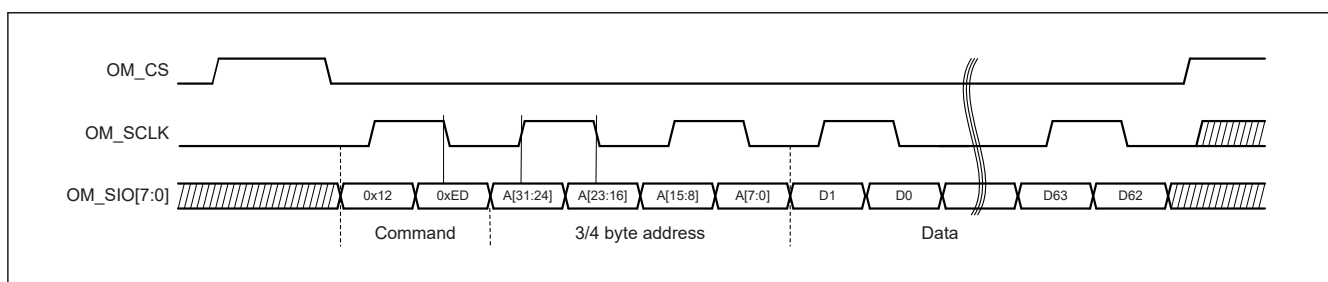 OM_CS
OM_SCLK
OM_SIO[7:0] 0x12 0xED A[31:24] A[23:16] A[15:8] A[7:0] D1 D0 D63 D62
Command 3/4 byte address Data